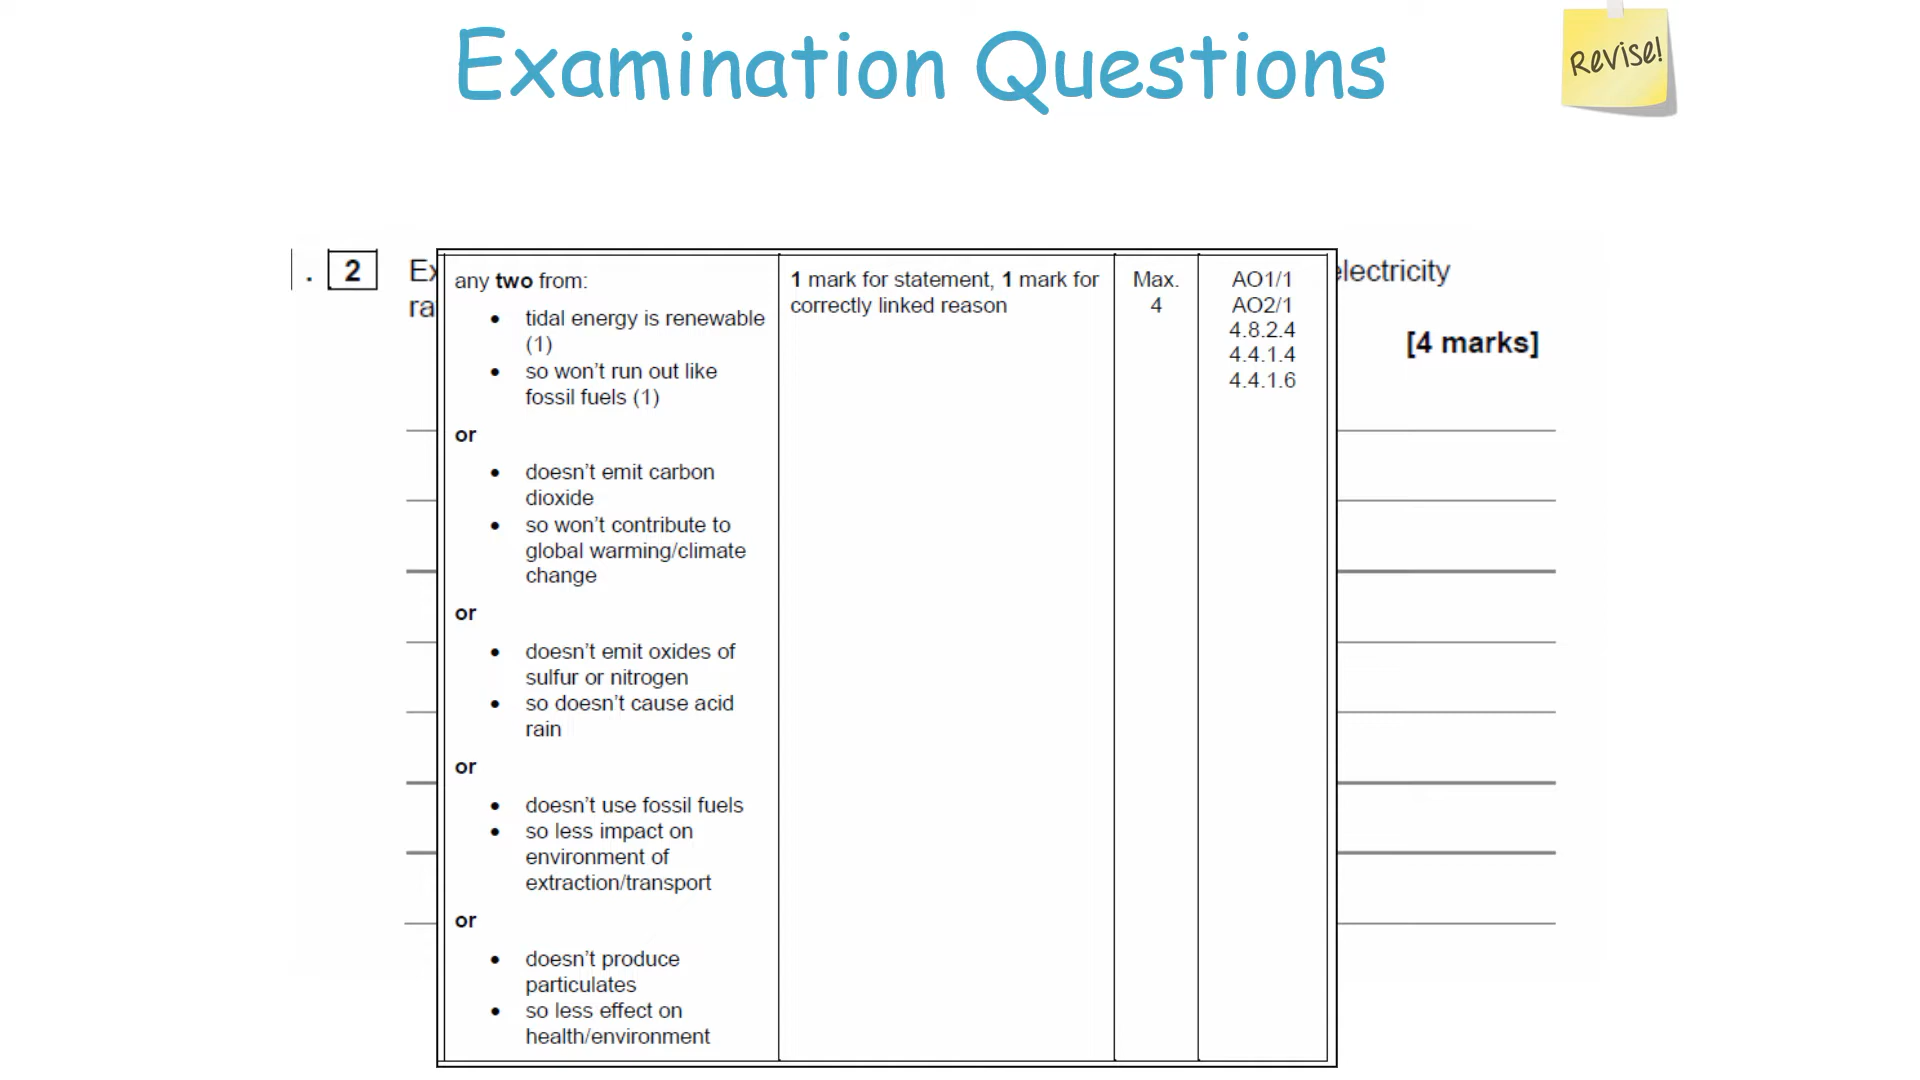 Examination Questions
Revise!
. 2
electricity
[4 marks]
any two from:
• tidal energy is renewable
(1)
• so won’t run out like
fossil fuels (1)
or
• doesn’t emit carbon
dioxide
• so won’t contribute to
global warming/climate
change
or
• doesn’t emit oxides of
sulfur or nitrogen
• so doesn’t cause acid
rain
or
• doesn’t use fossil fuels
• so less impact on
environment of
extraction/transport
or
• doesn’t produce
particulates
• so less effect on
health/environment
1 mark for statement, 1 mark for
correctly linked reason
Max.
4
AO1/1
AO2/1
4.8.2.4
4.4.1.4
4.4.1.6